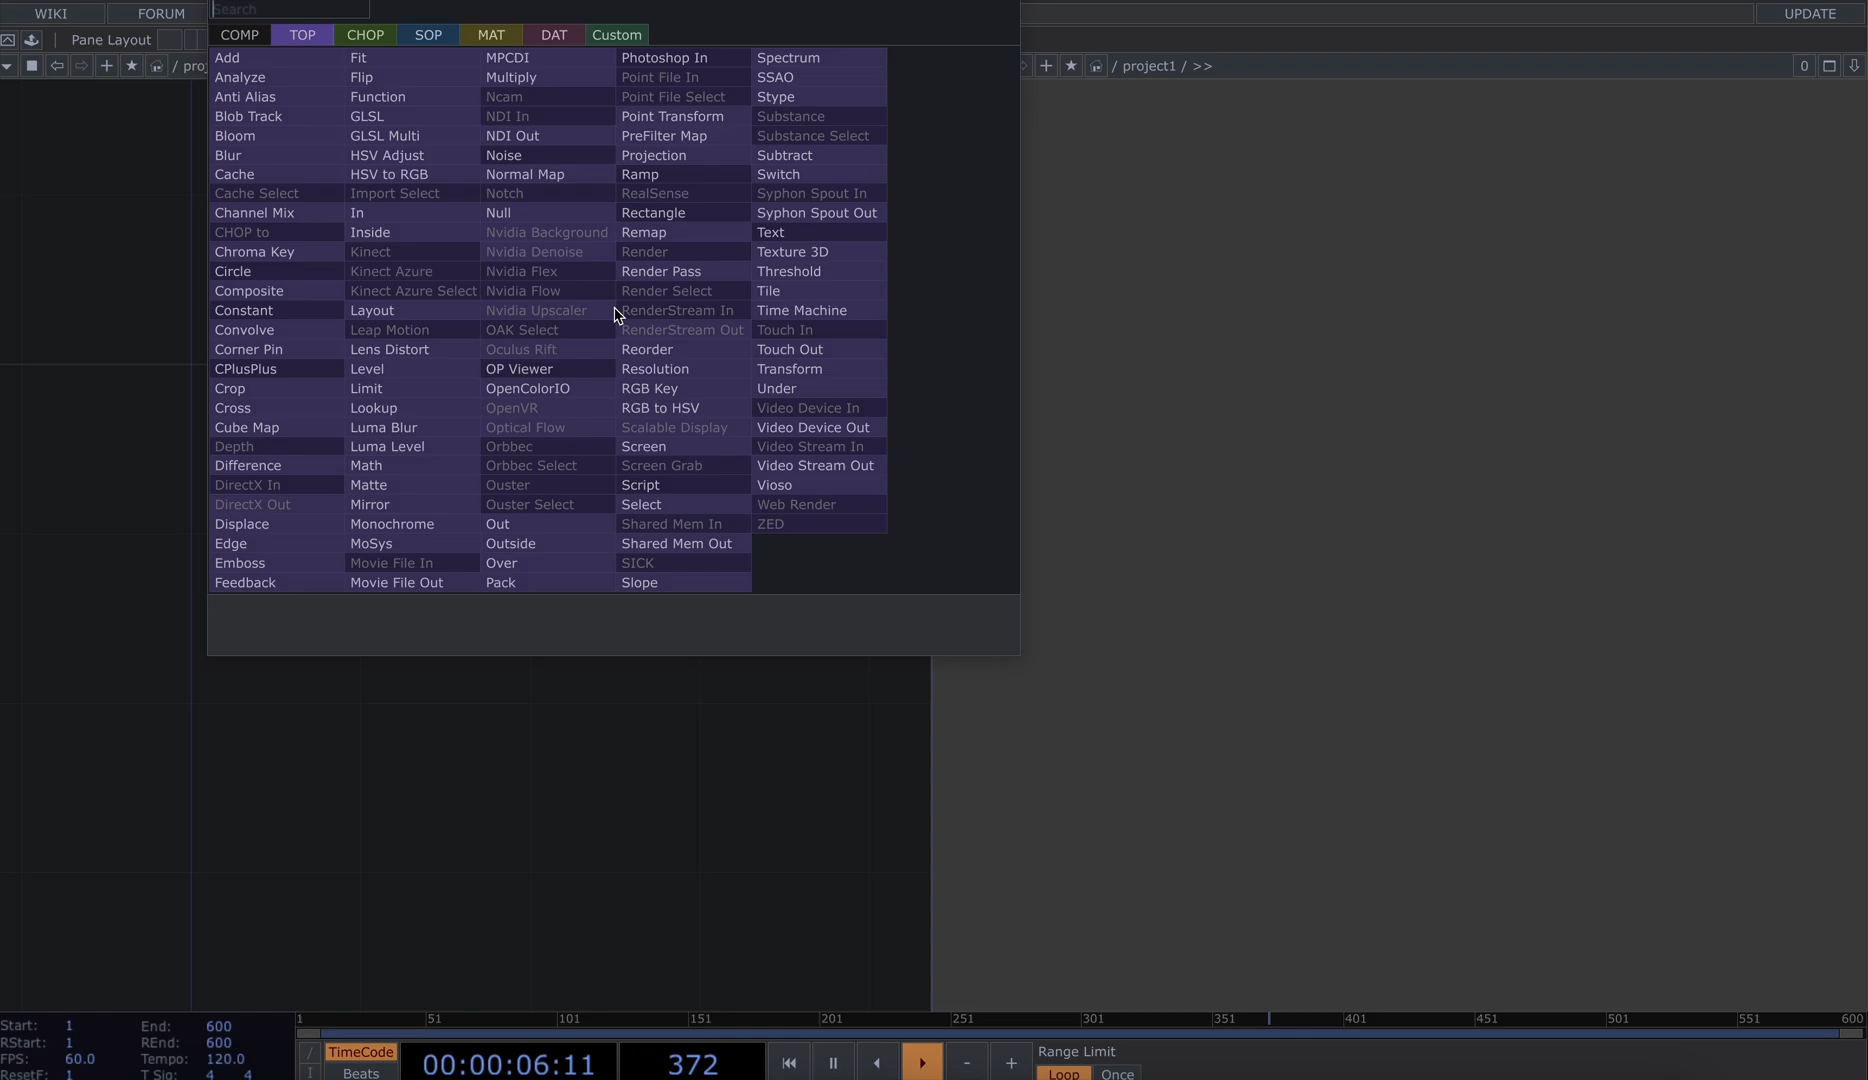 WIKI FORUM Search UPDATE
Pane Layout COMP TOP CHOP SOP MAT DAT Custom
/ proj / project1 / >> 0
Add Fit MPCDI Photoshop In Spectrum
Analyze Flip Multiply Point File In SSAO
Anti Alias Function Ncam Point File Select Stype
Blob Track GLSL NDI In Point Transform Substance
Bloom GLSL Multi NDI Out PreFilter Map Substance Select
Blur HSV Adjust Noise Projection Subtract
Cache HSV to RGB Normal Map Ramp Switch
Cache Select Import Select Notch RealSense Syphon Spout In
Channel Mix In Null Rectangle Syphon Spout Out
CHOP to Inside Nvidia Background Remap Text
Chroma Key Kinect Nvidia Denoise Render Texture 3D
Circle Kinect Azure Nvidia Flex Render Pass Threshold
Composite Kinect Azure Select Nvidia Flow Render Select Tile
Constant Layout Nvidia Upscaler RenderStream In Time Machine
Convolve Leap Motion OAK Select RenderStream Out Touch In
Corner Pin Lens Distort Oculus Rift Reorder Touch Out
CPlusPlus Level OP Viewer Resolution Transform
Crop Limit OpenColorIO RGB Key Under
Cross Lookup OpenVR RGB to HSV Video Device In
Cube Map Luma Blur Optical Flow Scalable Display Video Device Out
Depth Luma Level Orbbec Screen Video Stream In
Difference Math Orbbec Select Screen Grab Video Stream Out
DirectX In Matte Ouster Script Vioso
DirectX Out Mirror Ouster Select Select Web Render
Displace Monochrome Out Shared Mem In ZED
Edge MoSys Outside Shared Mem Out
Emboss Movie File In Over SICK
Feedback Movie File Out Pack Slope
1 51 101 151 201 251 301 351 401 451 501 551 600
Start: 1 End: 600
RStart: 1 REnd: 600
FPS: 60.0 Tempo: 120.0
ResetF: 1 T Sig: 4 4
/ TimeCode 00:00:06:11 372 - + Range Limit
I Beats Loop Once